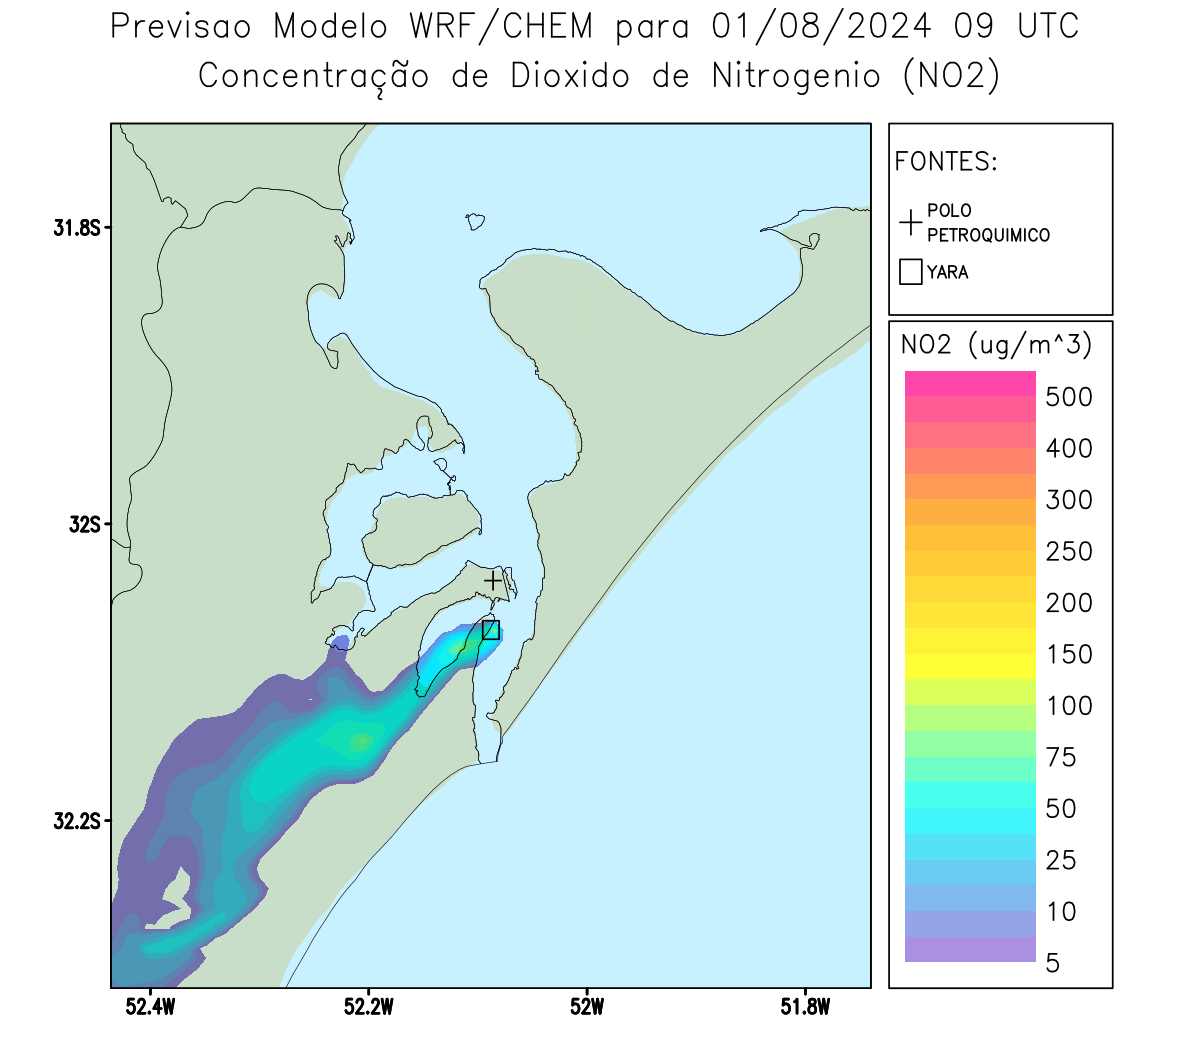 Previsao Modelo WRF/CHEM para 01/08/2024 09 UTC
Concentração de Dioxido de Nitrogenio (NO2)
FONTES:
POLO
PETROQUIMICO
YARA
NO2 (ug/m^3)
500
400
300
250
200
150
100
75
50
25
10
5
31.8S
32S
32.2S
52.4W
52.2W
52W
51.8W